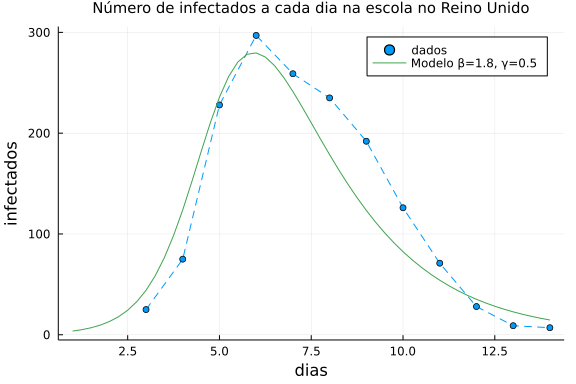 Número de infectados a cada dia na escola no Reino Unido
dados
Modelo β=1.8, γ=0.5
infectados
300
200
100
0
2.5
5.0
7.5
10.0
12.5
dias